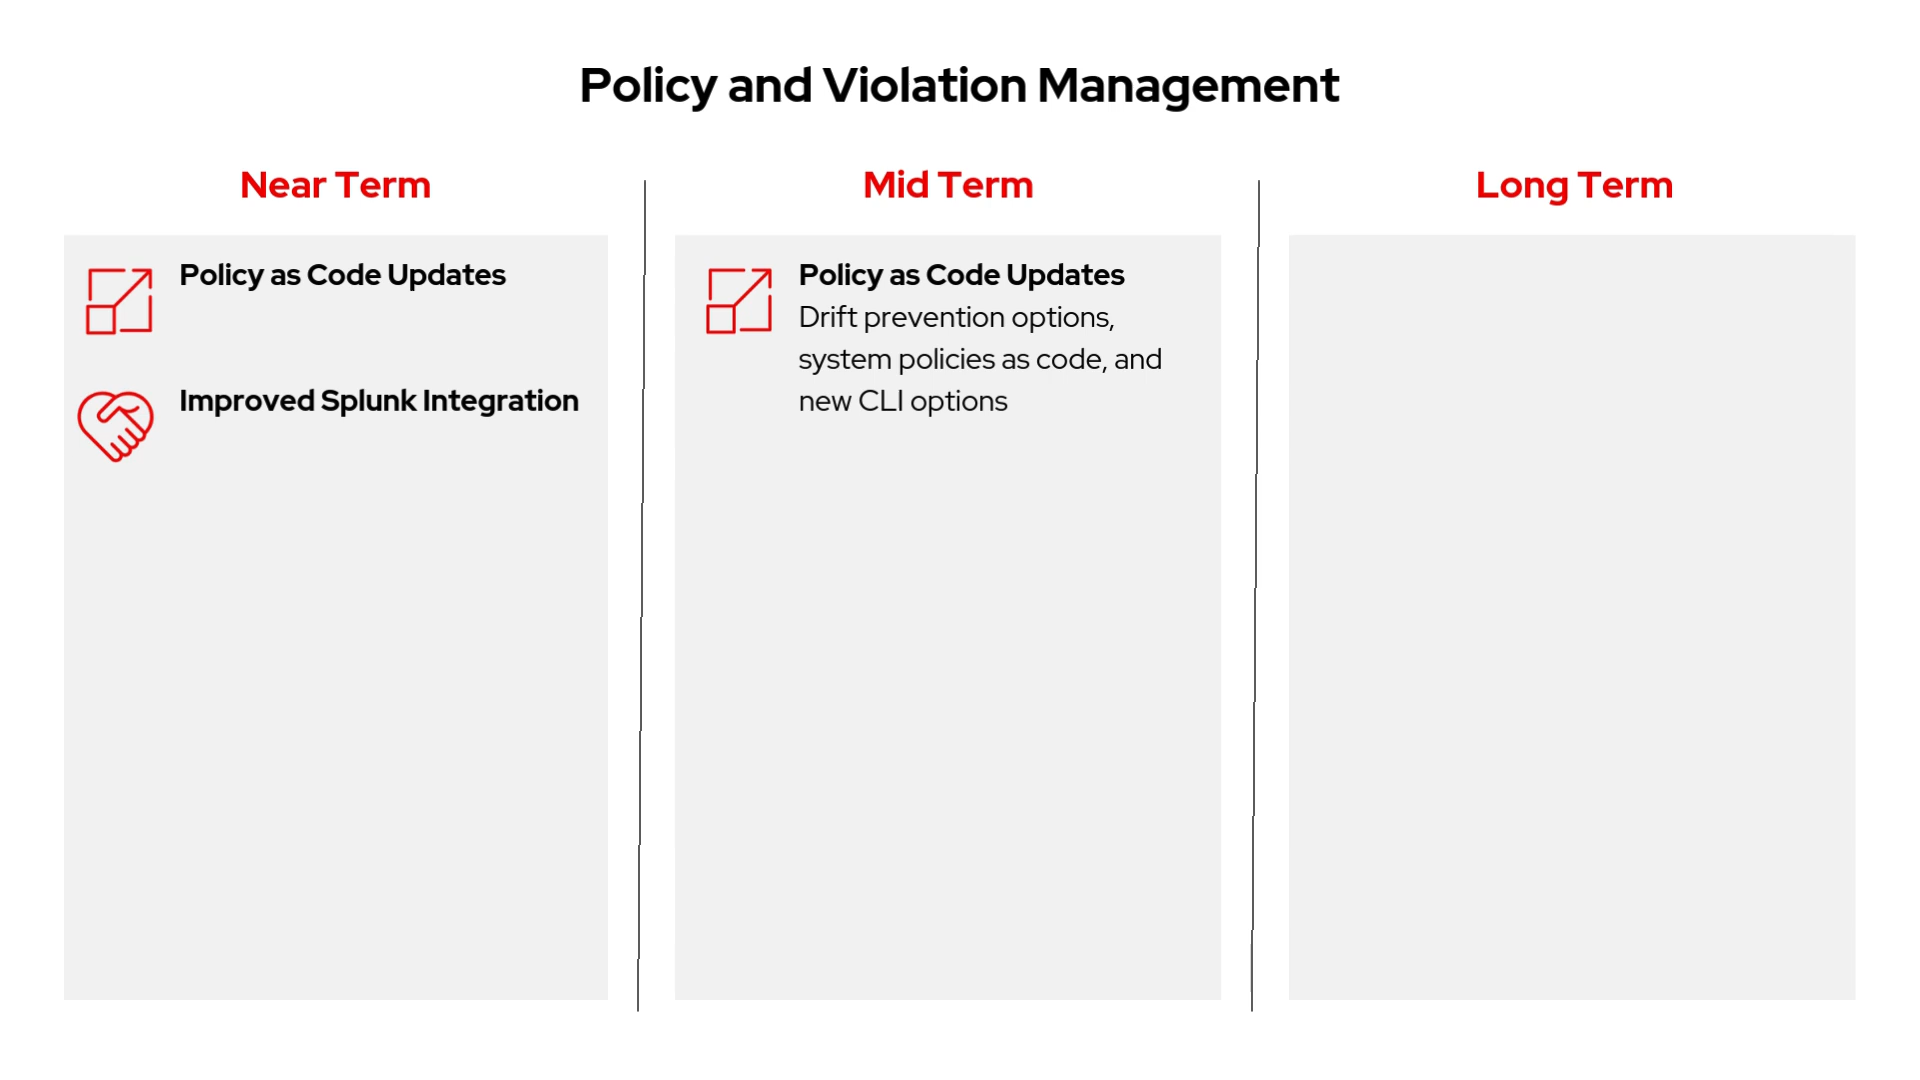 Policy and Violation Management
Near Term
Policy as Code Updates
Improved Splunk Integration
Mid Term
Policy as Code Updates
Drift prevention options,
system policies as code, and
new CLI options
Long Term